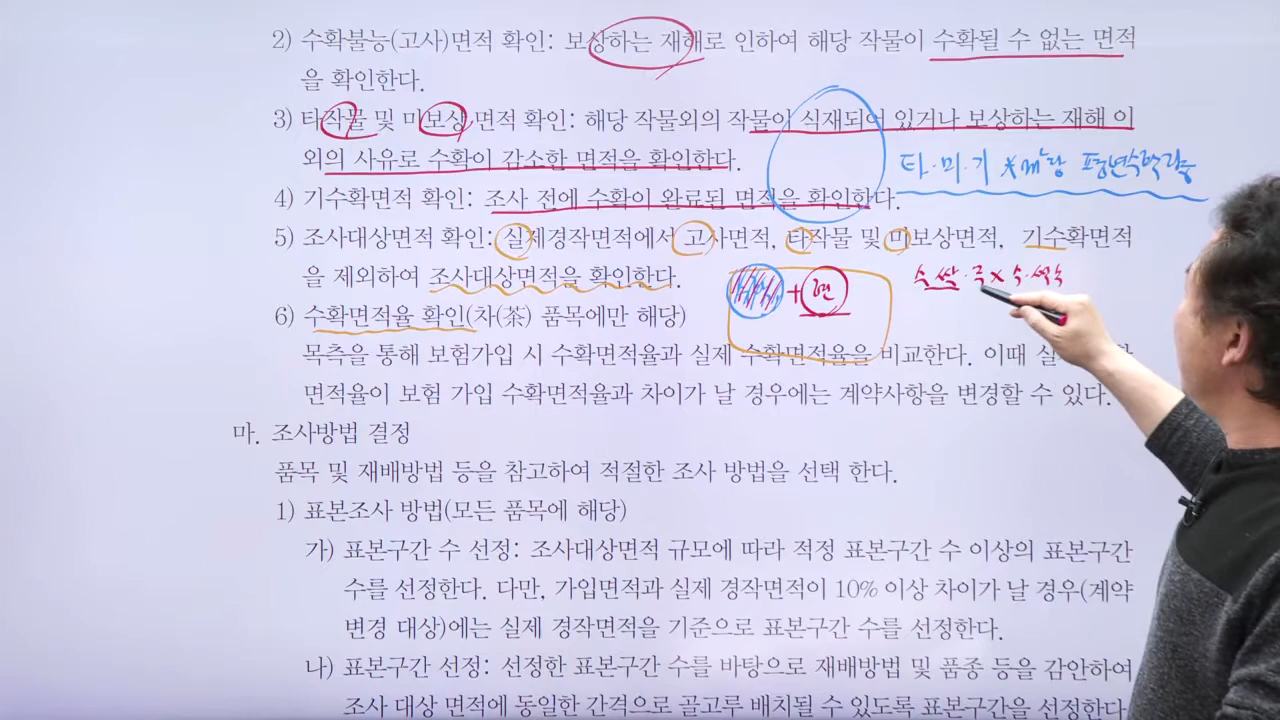 2) 수확불능(고사)면적 확인: 보상하는 재해로 인하여 해당 작물이 수확될 수 없는 면적
을 확인한다.
3) 타작물 및 미보상 면적 확인: 해당 작물외의 작물이 식재되어 있거나 보상하는 재해 이
외의 사유로 수확이 감소한 면적을 확인한다.
타·미·기 × ㎡당 평년수확량
4) 기수확면적 확인: 조사 전에 수확이 완료된 면적을 확인한다.
5) 조사대상면적 확인: 실제경작면적에서 고사면적, 타작물 및 미보상면적, 기수확면적
을 제외하여 조사대상면적을 확인한다.
+ 면
6) 수확면적율 확인(차(茶) 품목에만 해당)
목측을 통해 보험가입 시 수확면적율과 실제 수확면적율을 비교한다. 이때 실
면적율이 보험 가입 수확면적율과 차이가 날 경우에는 계약사항을 변경할 수 있다.
마. 조사방법 결정
품목 및 재배방법 등을 참고하여 적절한 조사 방법을 선택 한다.
1) 표본조사 방법(모든 품목에 해당)
가) 표본구간 수 선정: 조사대상면적 규모에 따라 적정 표본구간 수 이상의 표본구간
수를 선정한다. 다만, 가입면적과 실제 경작면적이 10% 이상 차이가 날 경우(계약
변경 대상)에는 실제 경작면적을 기준으로 표본구간 수를 선정한다.
나) 표본구간 선정: 선정한 표본구간 수를 바탕으로 재배방법 및 품종 등을 감안하여
조사 대상 면적에 동일한 간격으로 골고루 배치될 수 있도록 표본구간을 선정한다